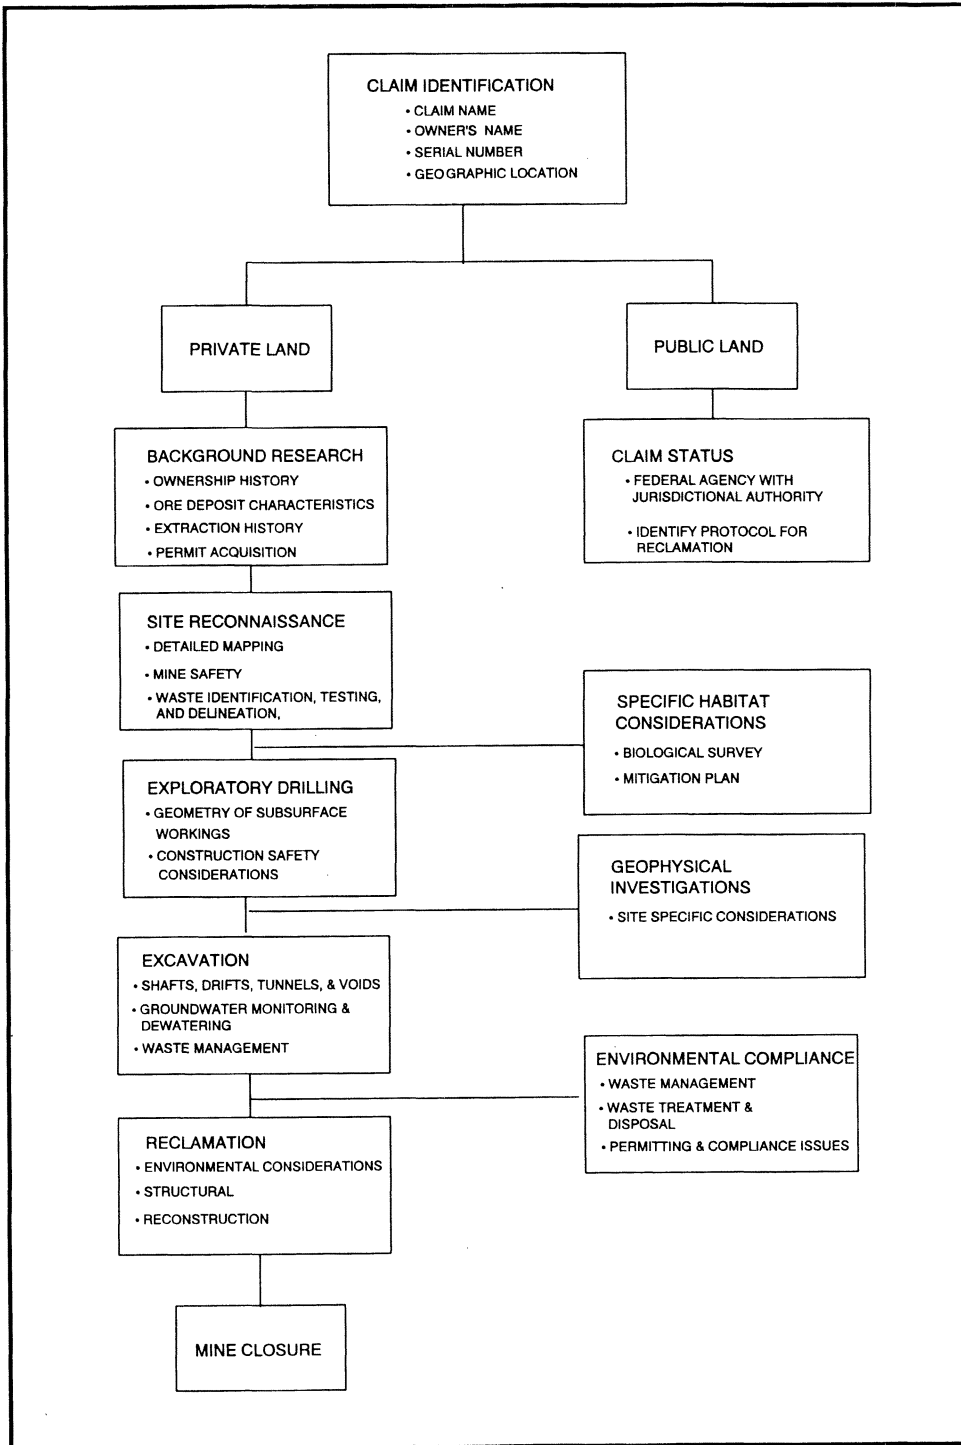 CLAIM IDENTIFICATION
• CLAIM NAME
• OWNER'S NAME
• SERIAL NUMBER
• GEOGRAPHIC LOCATION
PRIVATE LAND
PUBLIC LAND
BACKGROUND RESEARCH
• OWNERSHIP HISTORY
• ORE DEPOSIT CHARACTERISTICS
• EXTRACTION HISTORY
• PERMIT ACQUISITION
CLAIM STATUS
• FEDERAL AGENCY WITH
JURISDICTIONAL AUTHORITY
• IDENTIFY PROTOCOL FOR
RECLAMATION
SITE RECONNAISSANCE
• DETAILED MAPPING
• MINE SAFETY
• WASTE IDENTIFICATION, TESTING,
AND DELINEATION,
SPECIFIC HABITAT
CONSIDERATIONS
• BIOLOGICAL SURVEY
• MITIGATION PLAN
EXPLORATORY DRILLING
• GEOMETRY OF SUBSURFACE
WORKINGS
• CONSTRUCTION SAFETY
CONSIDERATIONS
GEOPHYSICAL
INVESTIGATIONS
• SITE SPECIFIC CONSIDERATIONS
EXCAVATION
• SHAFTS, DRIFTS, TUNNELS, & VOIDS
• GROUNDWATER MONITORING &
DEWATERING
• WASTE MANAGEMENT
ENVIRONMENTAL COMPLIANCE
• WASTE MANAGEMENT
• WASTE TREATMENT &
DISPOSAL
• PERMITTING & COMPLIANCE ISSUES
RECLAMATION
• ENVIRONMENTAL CONSIDERATIONS
• STRUCTURAL
• RECONSTRUCTION
MINE CLOSURE